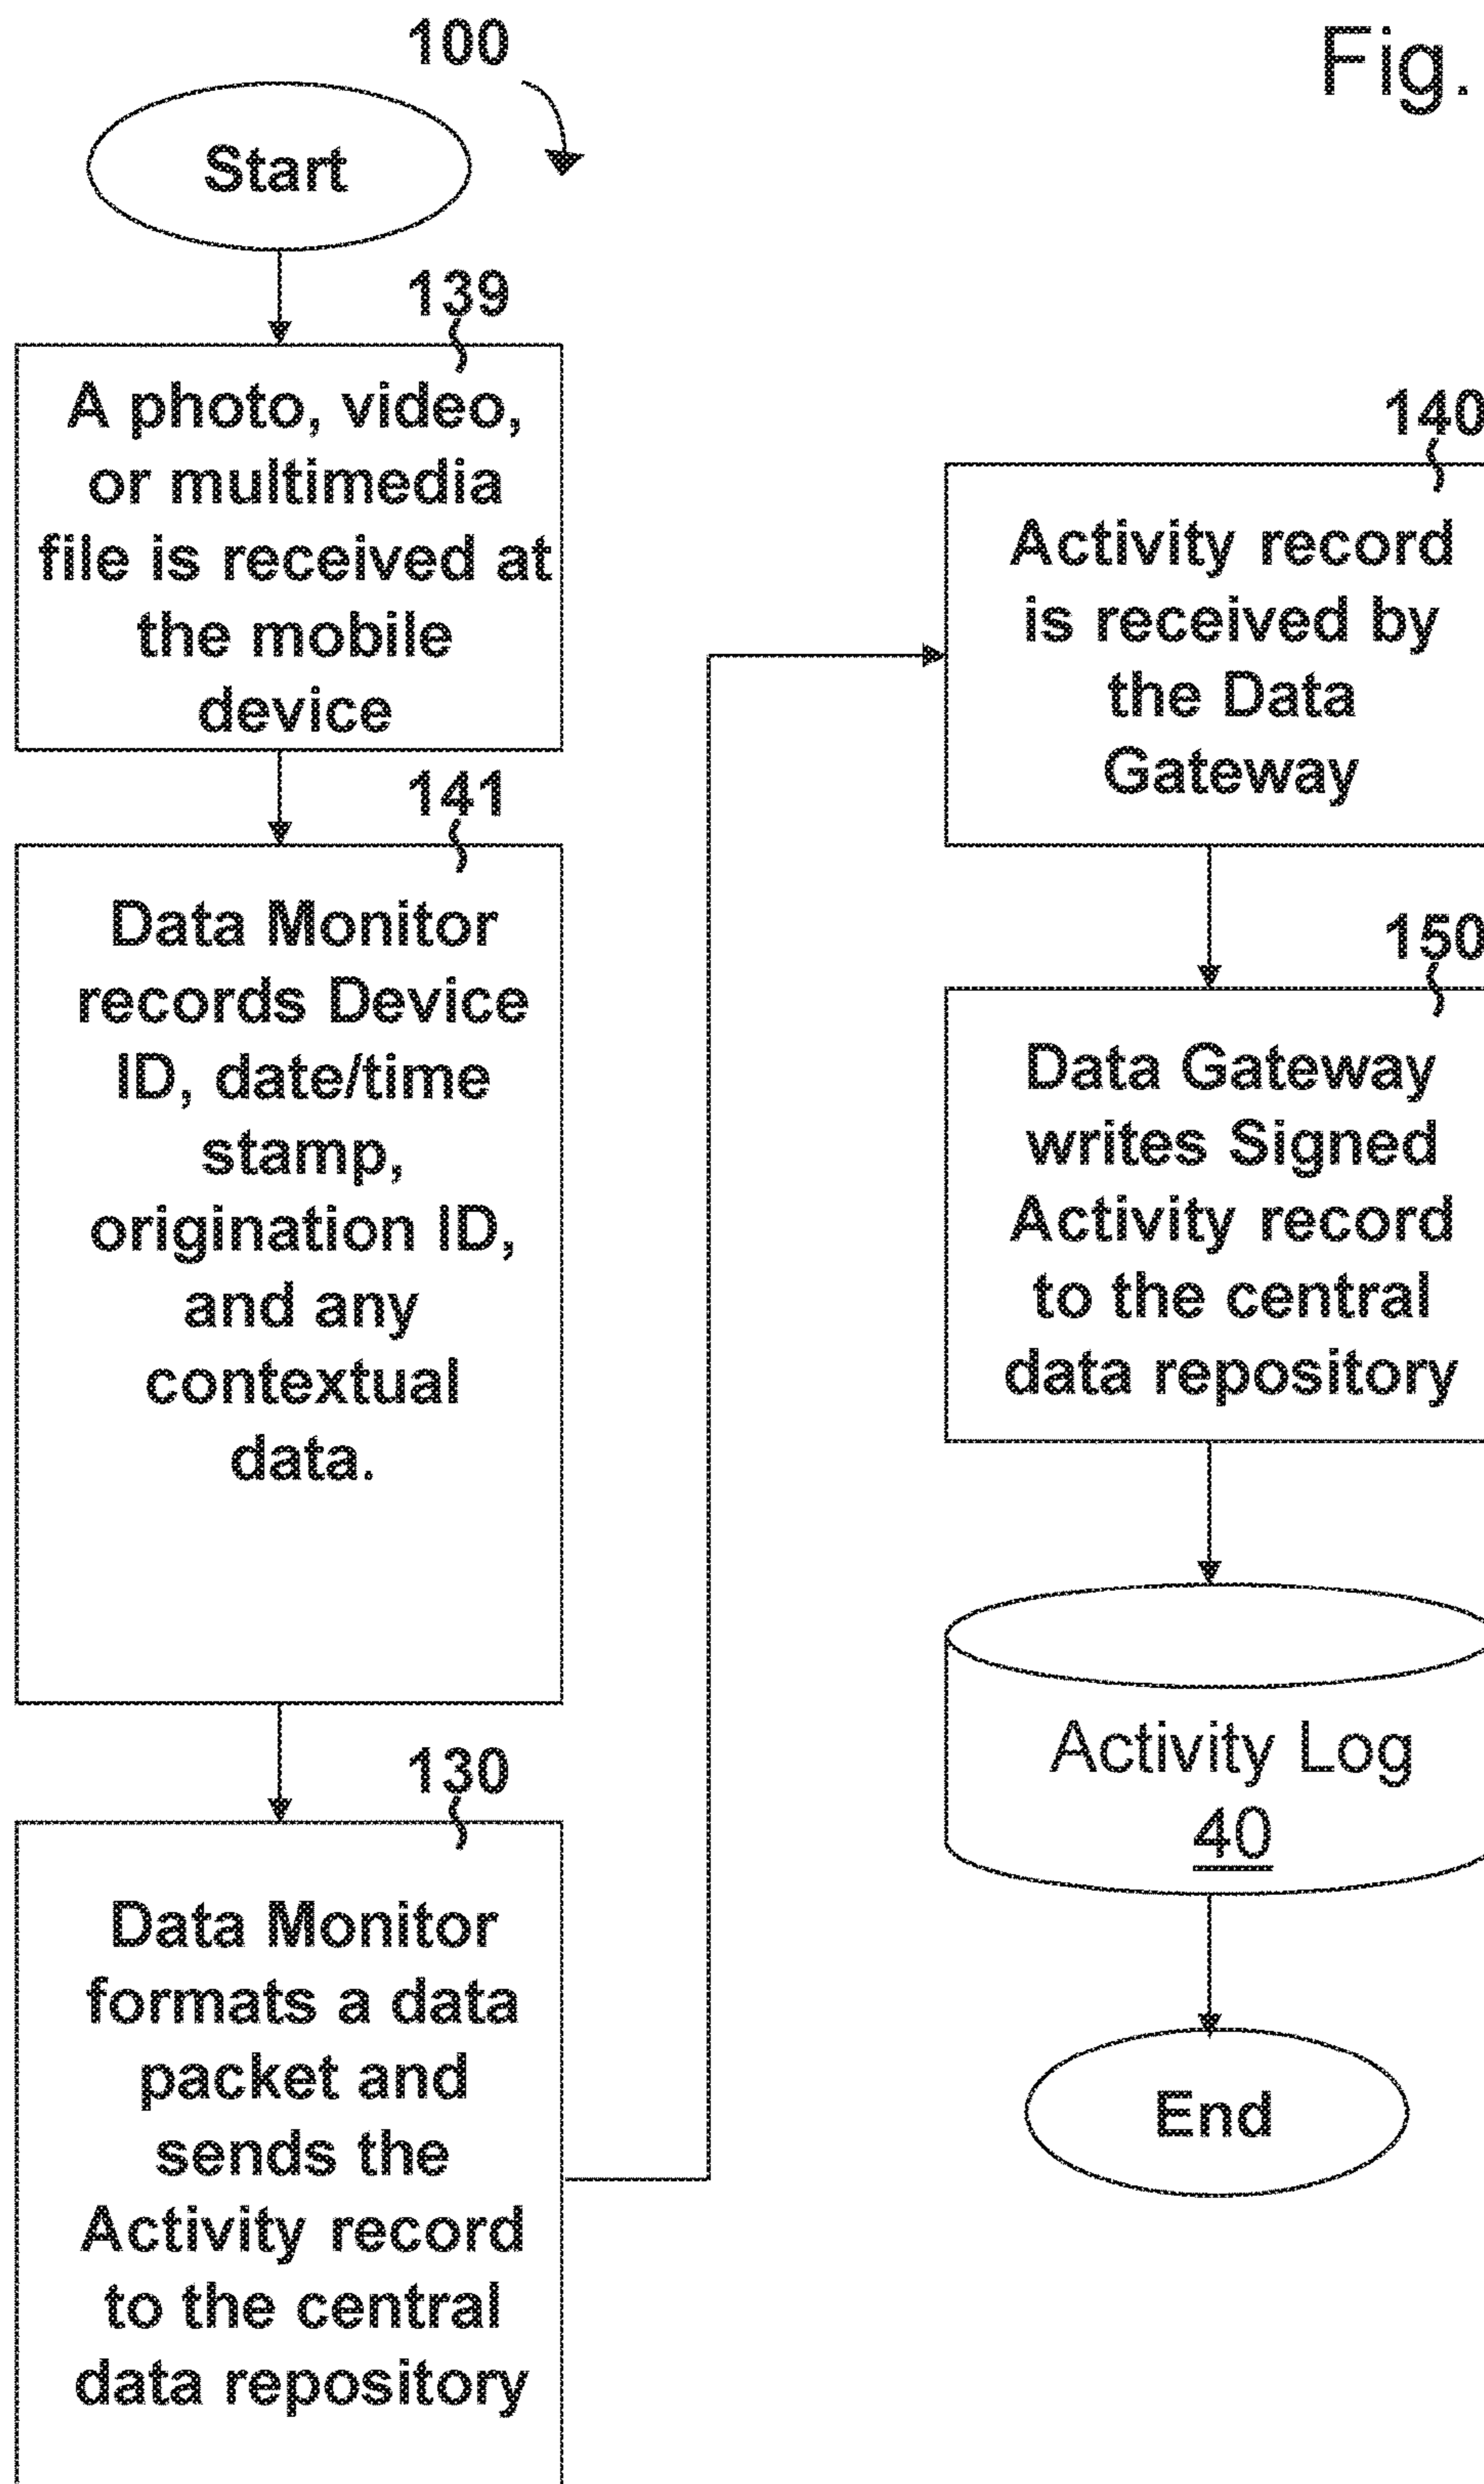 100
Fig.
Start
139
A photo, video,
or multimedia
file is received at
the mobile
device
141
Data Monitor
records Device
ID, date/time
stamp,
origination ID,
and any
contextual
data.
130
Data Monitor
formats a data
packet and
sends the
Activity record
to the central
data repository
140
Activity record
is received by
the Data
Gateway
150
Data Gateway
writes Signed
Activity record
to the central
data repository
Activity Log
40
End